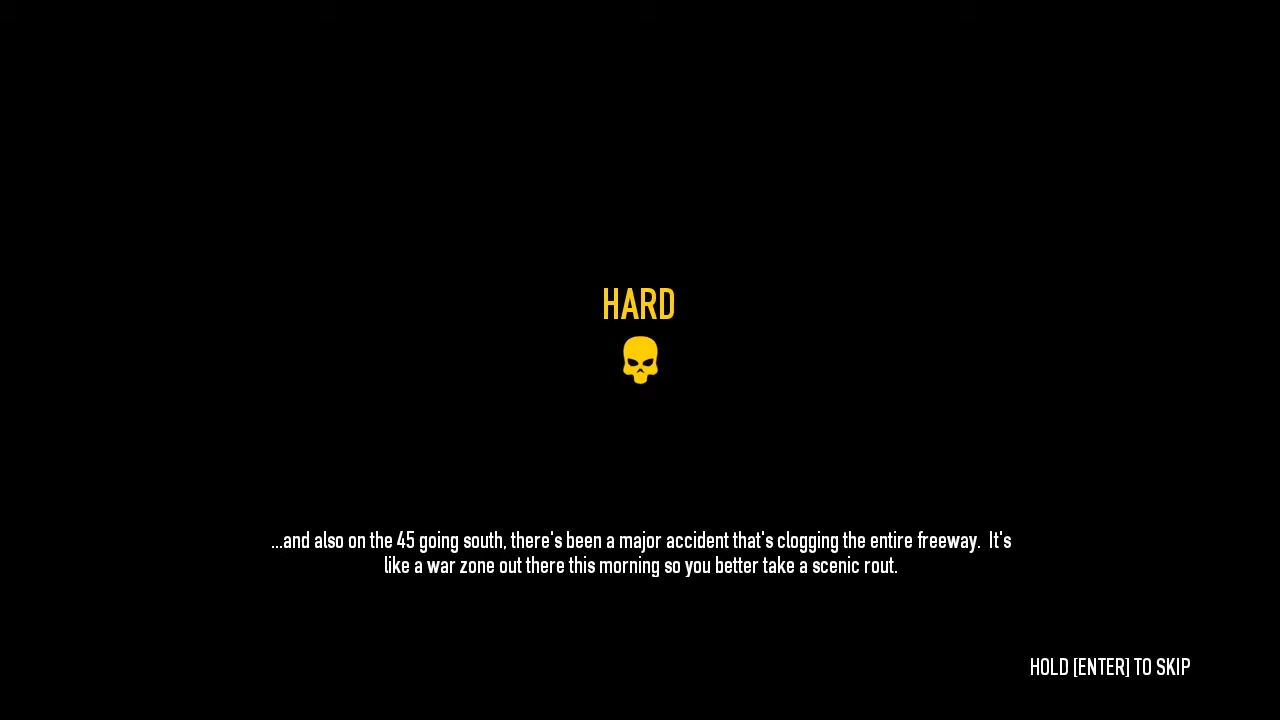 HARD
...and also on the 45 going south, there's been a major accident that's clogging the entire freeway.  It's
like a war zone out there this morning so you better take a scenic rout.
HOLD [ENTER] TO SKIP